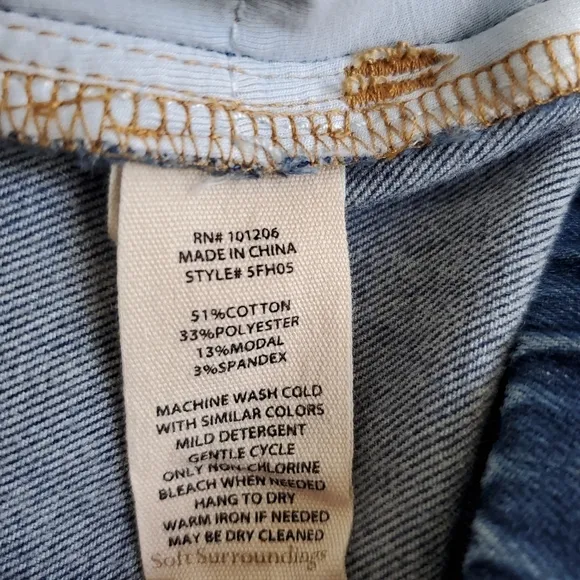 RN# 101206
MADE IN CHINA
STYLE# 5FH05
51%COTTON
33%POLYESTER
13%MODAL
3%SPANDEX
MACHINE WASH COLD
WITH SIMILAR COLORS
MILD DETERGENT
GENTLE CYCLE
ONLY NON-CHLORINE
BLEACH WHEN NEEDED
HANG TO DRY
WARM IRON IF NEEDED
MAY BE DRY CLEANED
Soft Surroundings